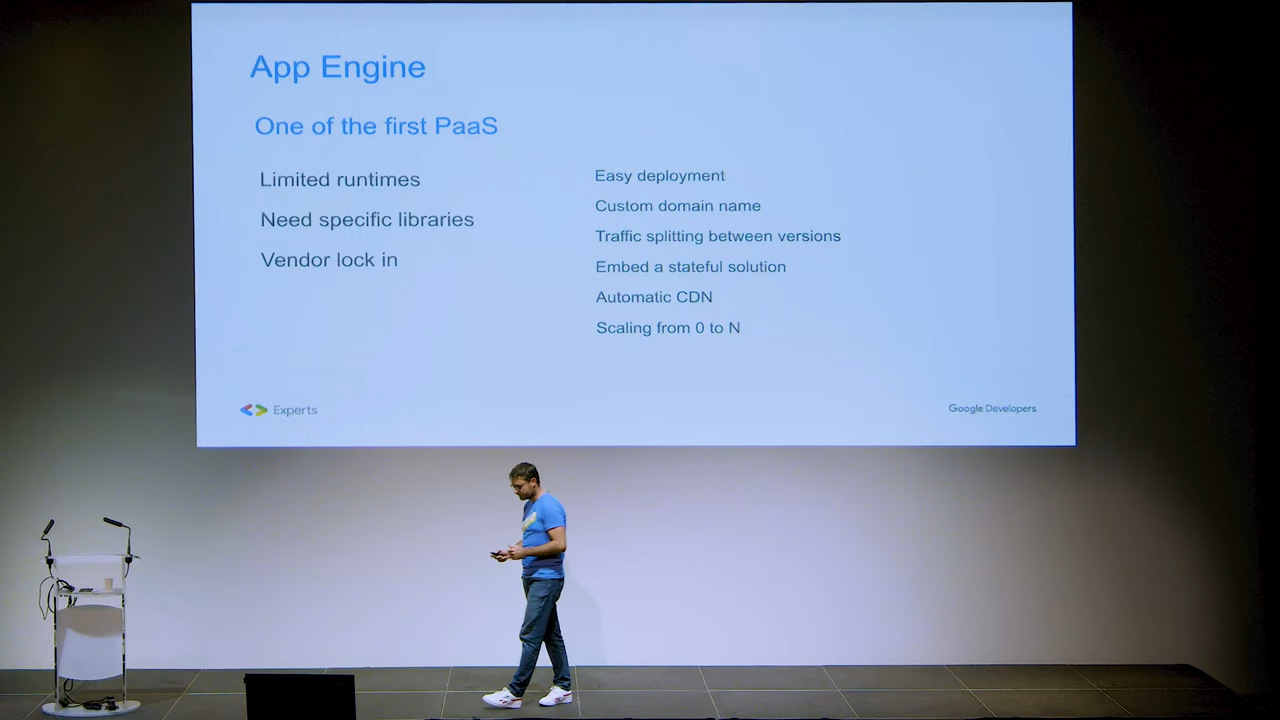 App Engine
One of the first PaaS
Limited runtimes
Need specific libraries
Vendor lock in
Easy deployment
Custom domain name
Traffic splitting between versions
Embed a stateful solution
Automatic CDN
Scaling from 0 to N
Experts
Google Developers